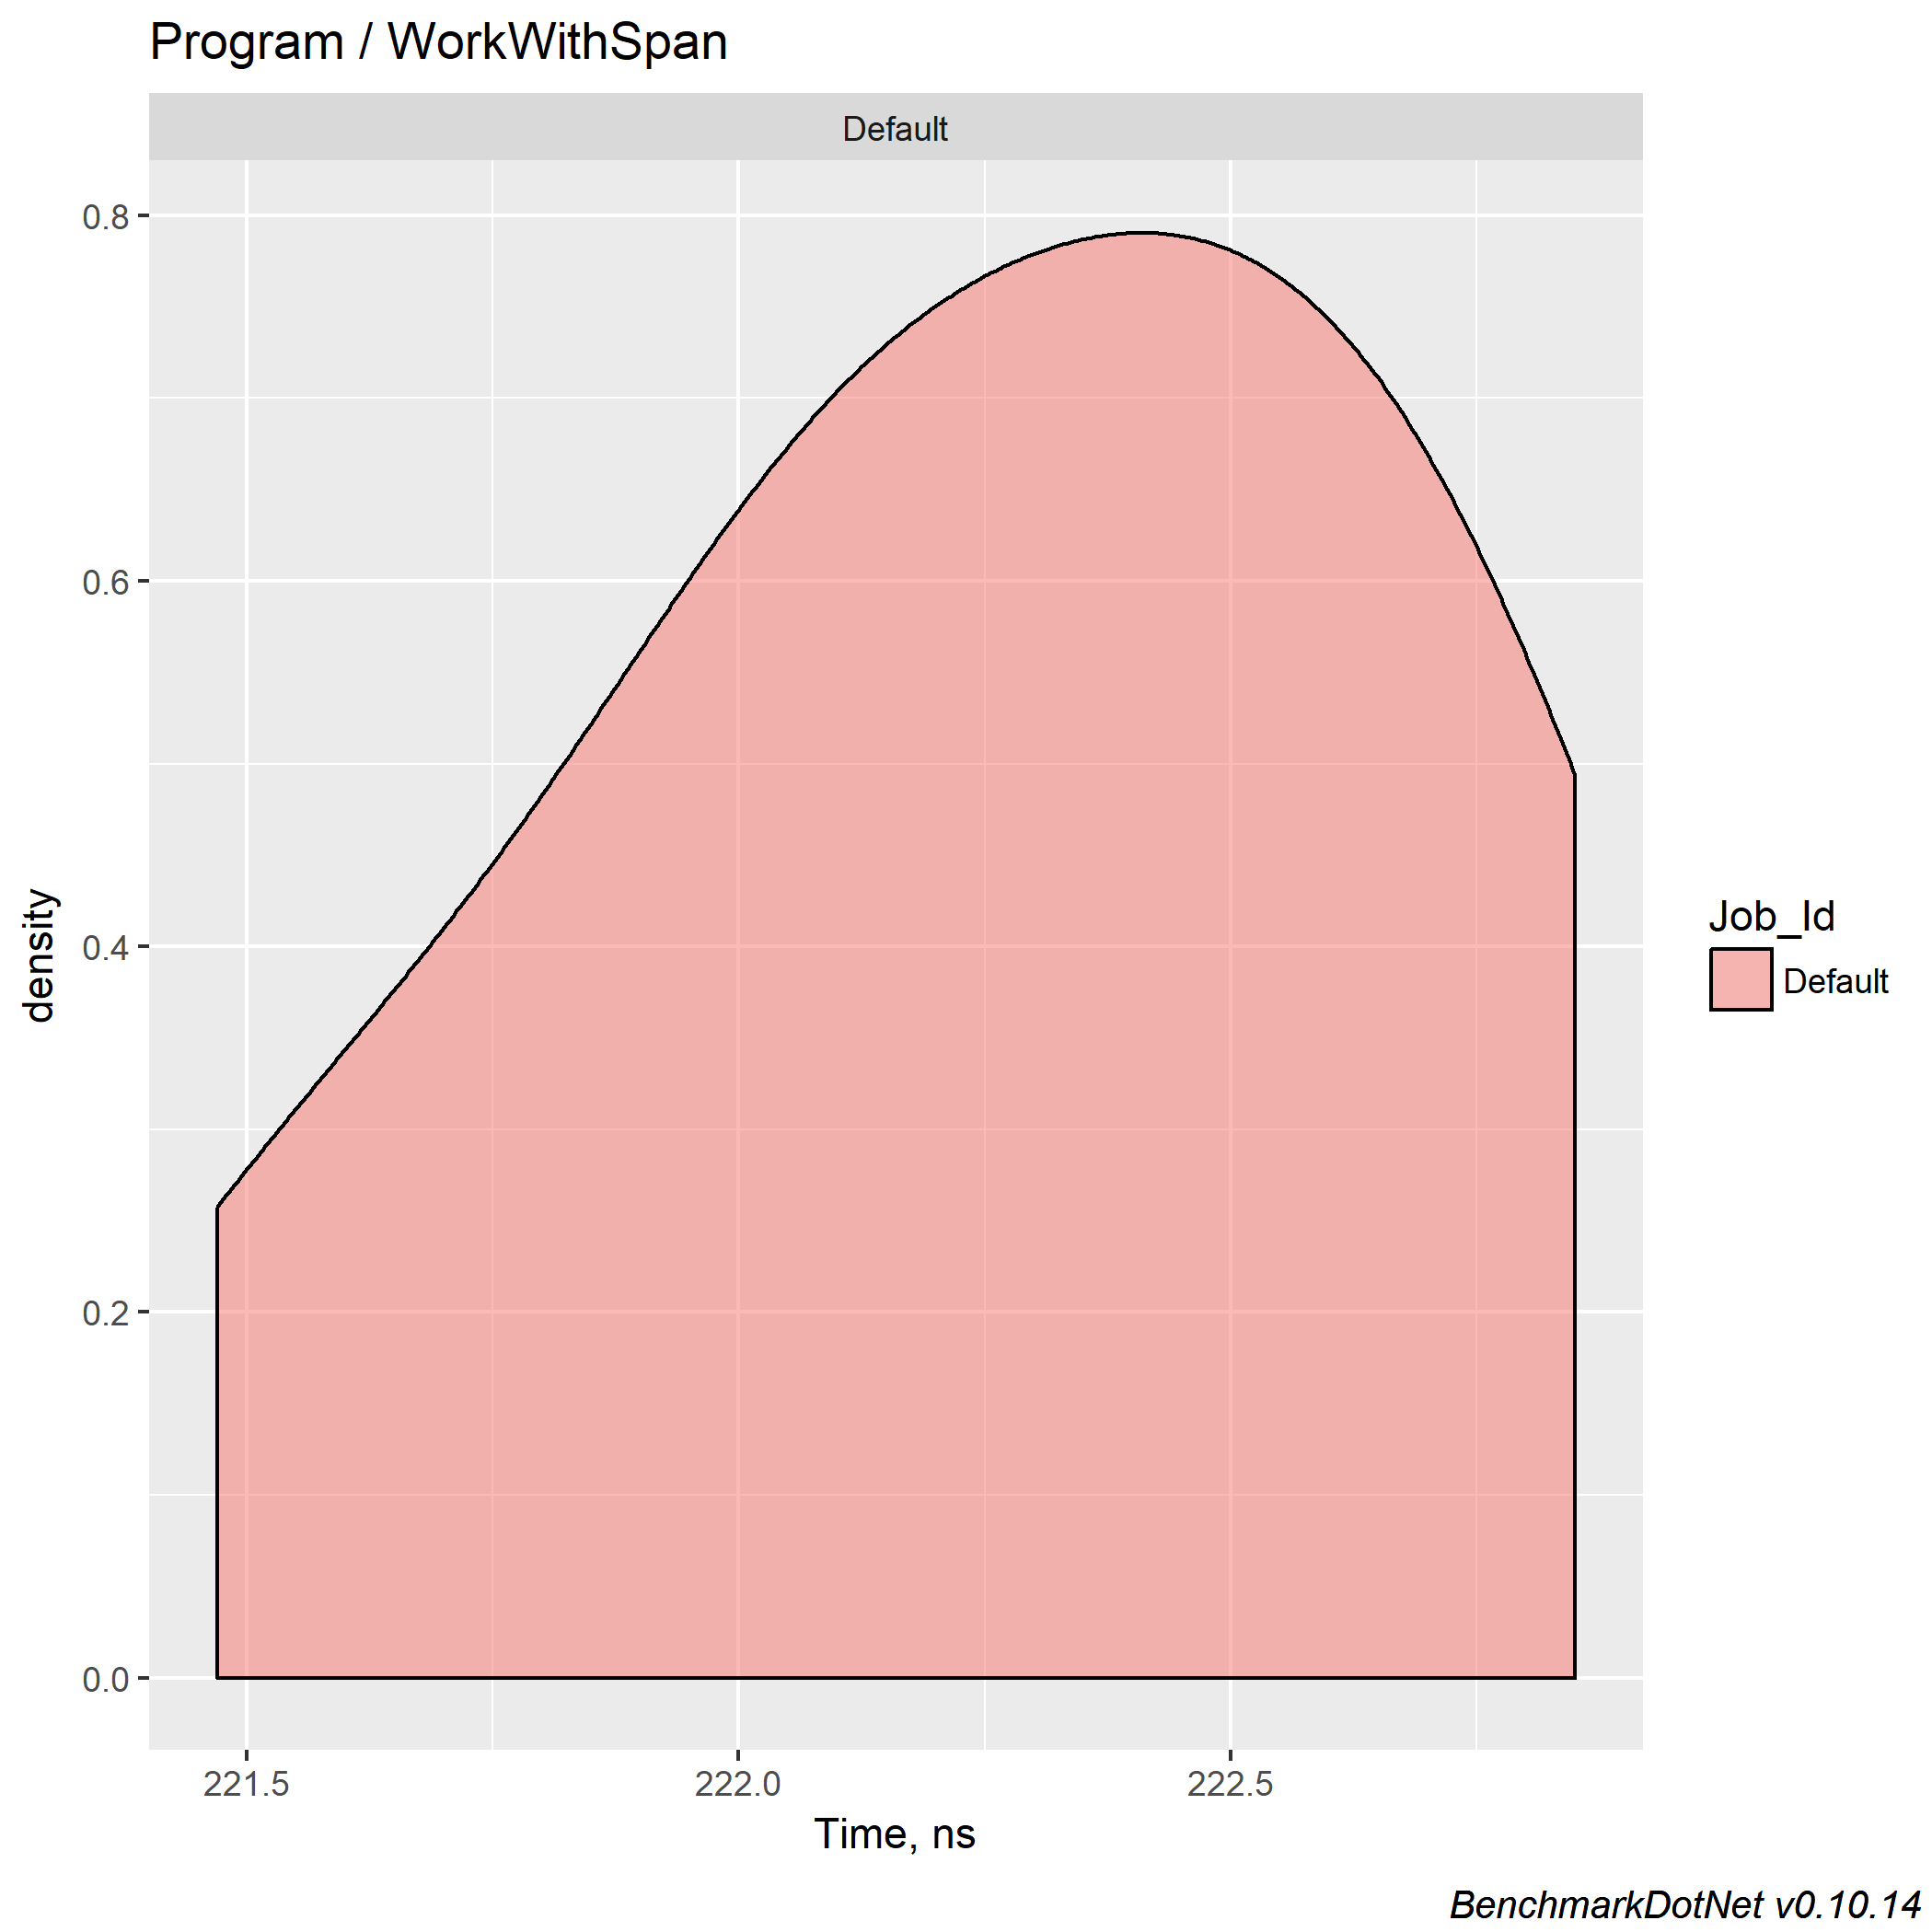 Program / WorkWithSpan
Default
0.8
0.6
0.4
0.2
0.0
density
221.5 222.0 222.5
Time, ns
Job_Id
Default
BenchmarkDotNet v0.10.14